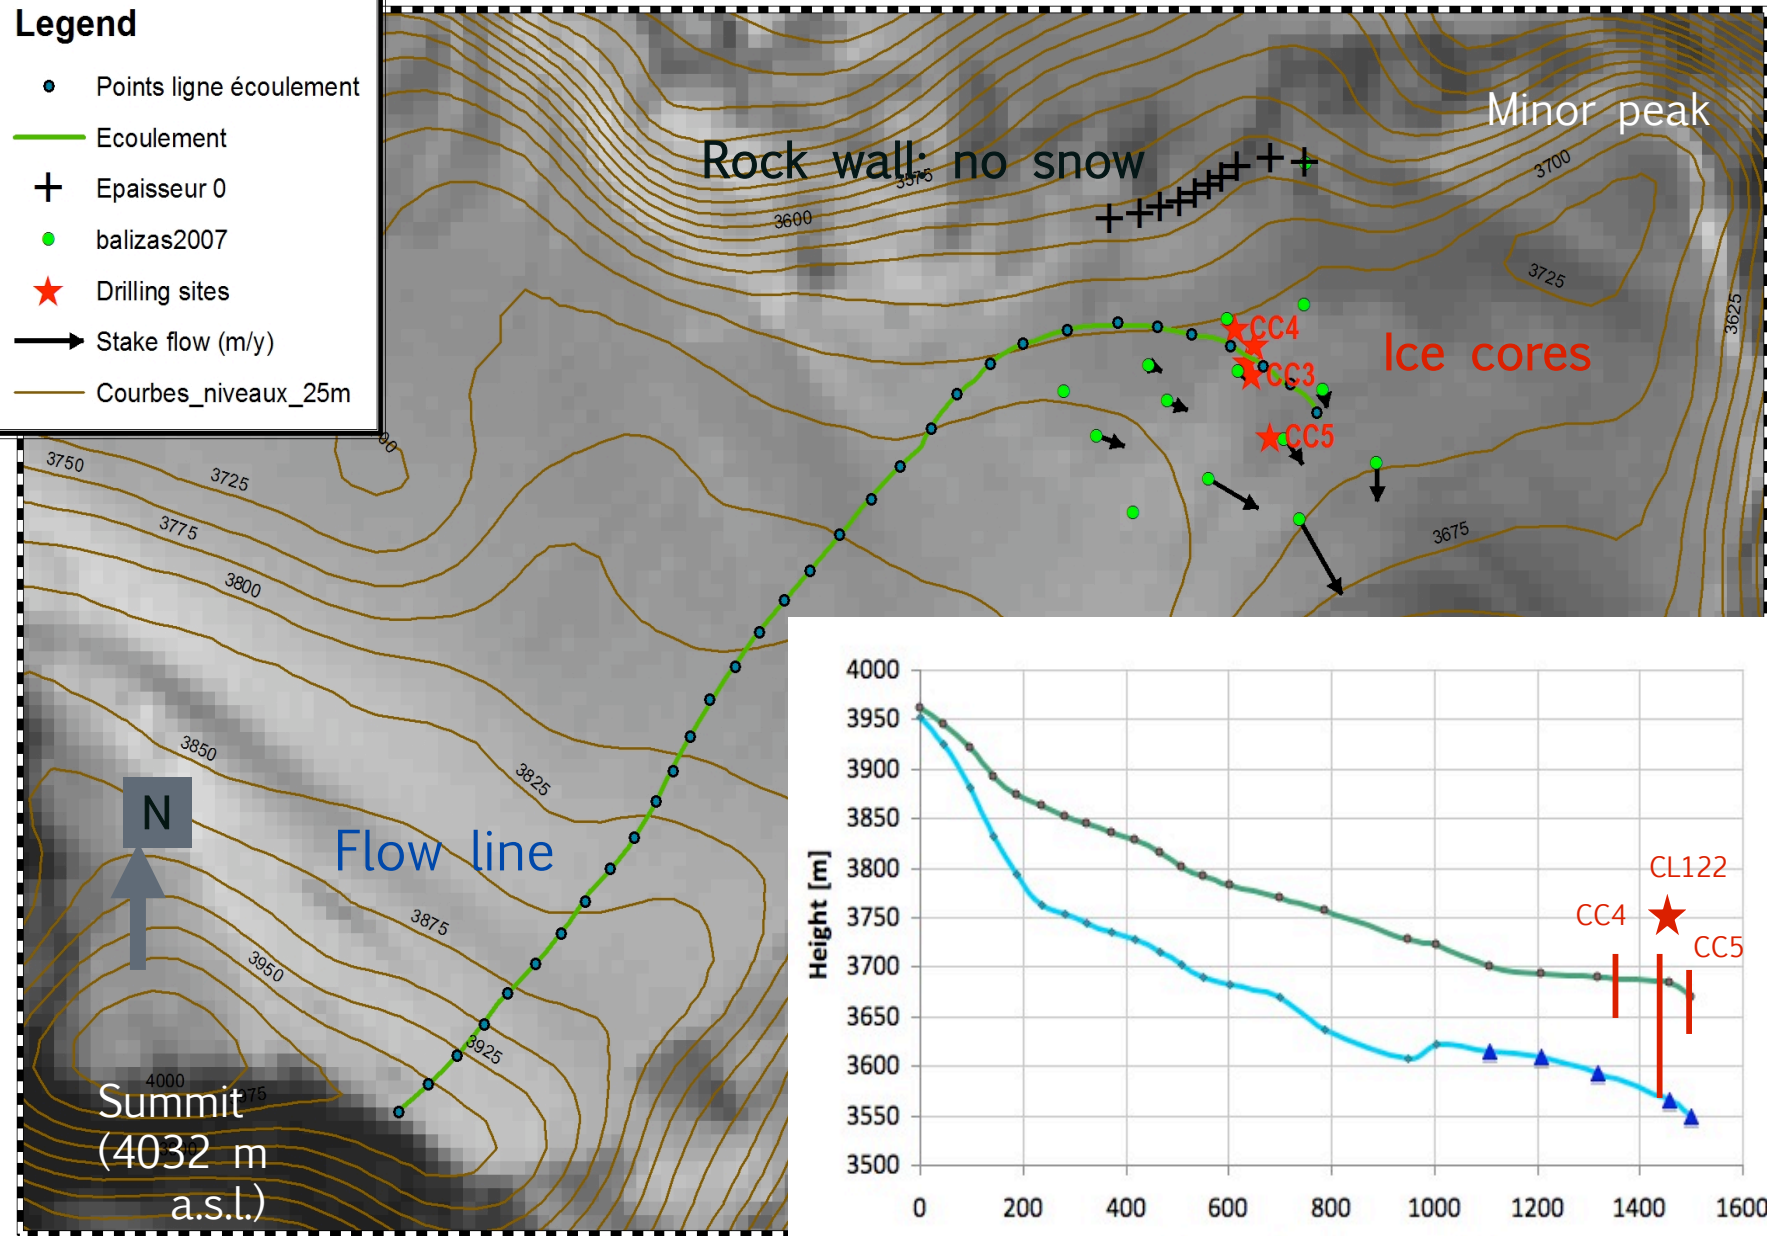 Legend
Points ligne écoulement
Ecoulement
Epaisseur 0
balizas2007
Drilling sites
Stake flow (m/y)
Courbes_niveaux_25m
Minor peak
Rock wall: no snow
3575
3600
3700
3725
3625
CC4
CC3
CC5
Ice cores
3675
3750
3725
3775
3800
3850
3825
N
Flow line
3875
3950
3925
4000
Summit
(4032 m
a.s.l.)
4000
3950
3900
3850
3800
3750
3700
3650
3600
3550
3500
Height [m]
CL122
CC4
CC5
0
200
400
600
800
1000
1200
1400
1600